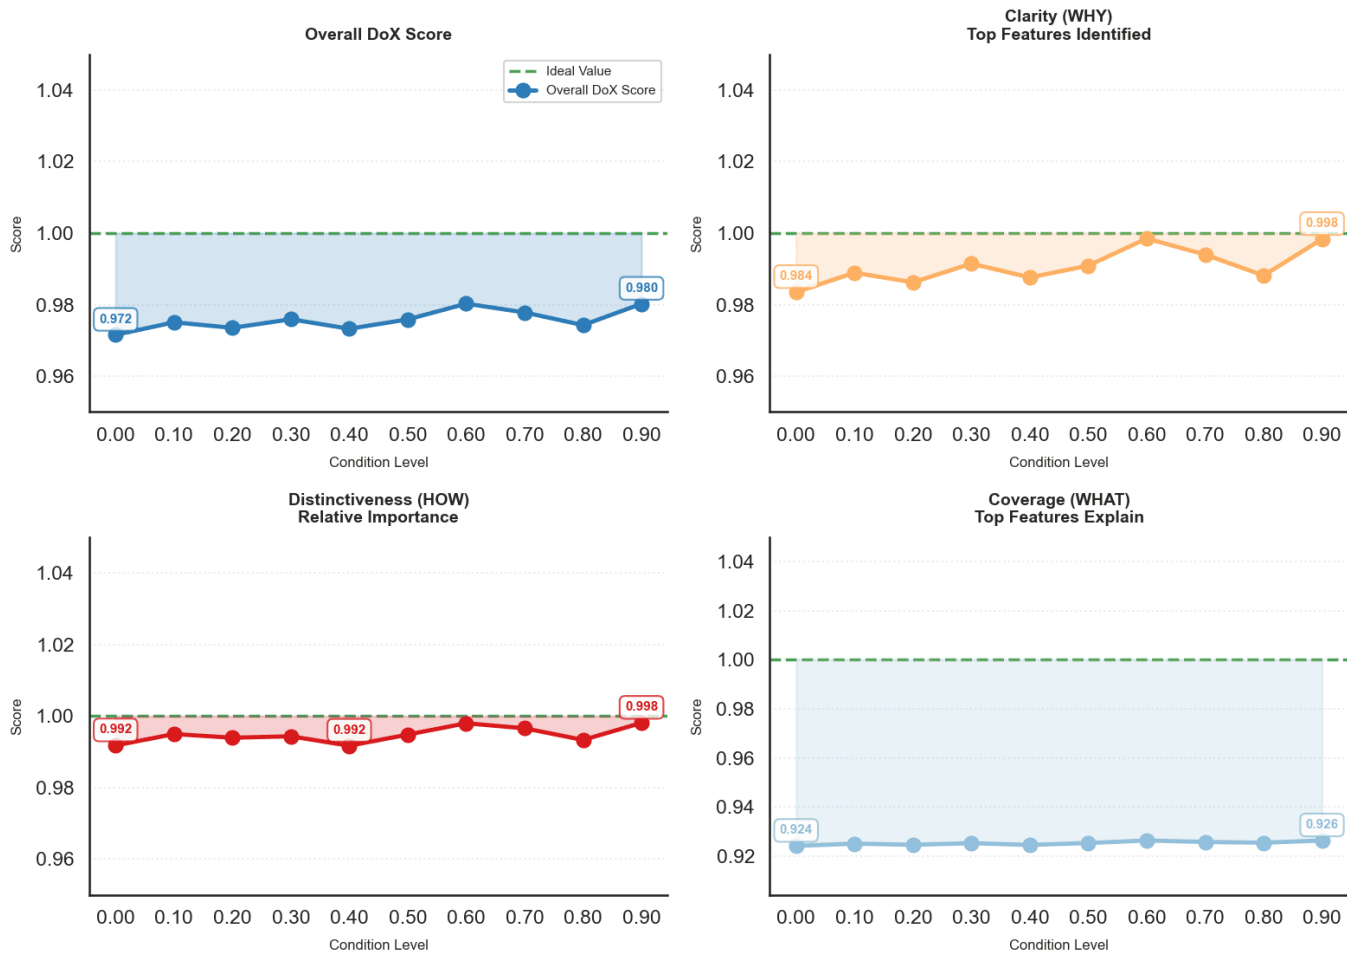 Overall DoX Score
1.04
1.02
1.00
0.98
0.96
Score
Ideal Value
Overall DoX Score
0.972
0.980
0.00 0.10 0.20 0.30 0.40 0.50 0.60 0.70 0.80 0.90
Condition Level
Clarity (WHY)
Top Features Identified
1.04
1.02
1.00
0.98
0.96
Score
0.984
0.998
0.00 0.10 0.20 0.30 0.40 0.50 0.60 0.70 0.80 0.90
Condition Level
Distinctiveness (HOW)
Relative Importance
1.04
1.02
1.00
0.98
0.96
Score
0.992
0.992
0.998
0.00 0.10 0.20 0.30 0.40 0.50 0.60 0.70 0.80 0.90
Condition Level
Coverage (WHAT)
Top Features Explain
1.04
1.02
1.00
0.98
0.96
0.94
0.92
Score
0.924
0.926
0.00 0.10 0.20 0.30 0.40 0.50 0.60 0.70 0.80 0.90
Condition Level